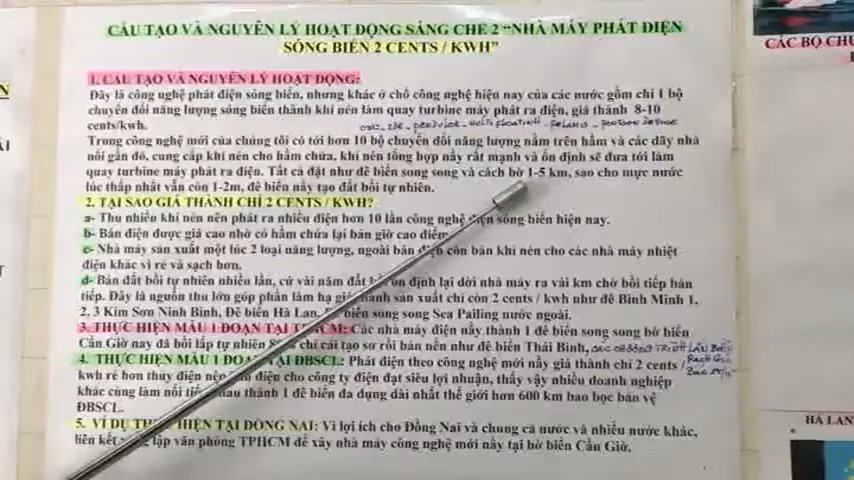 CẤU TẠO VÀ NGUYÊN LÝ HOẠT ĐỘNG SÁNG CHẾ 2 “NHÀ MÁY PHÁT ĐIỆN
SÓNG BIỂN 2 CENTS / KWH”
1. CẤU TẠO VÀ NGUYÊN LÝ HOẠT ĐỘNG:
Đây là công nghệ phát điện sóng biển, nhưng khác ở chỗ công nghệ hiện nay của các nước gồm chỉ 1 bộ
chuyển đổi năng lượng sóng biển thành khí nén làm quay turbine máy phát ra điện, giá thành 8-10
cents/kwh.
Trong công nghệ mới của chúng tôi có tới hơn 10 bộ chuyển đổi năng lượng nằm trên hầm và các dãy nhà
nổi gần đó, cung cấp khí nén cho hầm chứa, khí nén tổng hợp nầy rất mạnh và ổn định sẽ đưa tới làm
quay turbine máy phát ra điện. Tất cả đặt như đê biển song song và cách bờ 1-5 km, sao cho mực nước
lúc thấp nhất vẫn còn 1-2m, đê biển nầy tạo đất bồi tự nhiên.
2. TẠI SAO GIÁ THÀNH CHỈ 2 CENTS / KWH?
a- Thu nhiều khí nén nên phát ra nhiều điện hơn 10 lần công nghệ điện sóng biển hiện nay.
b- Bán điện được giá cao nhờ có hầm chứa lại bán giờ cao điểm
c- Nhà máy sản xuất một lúc 2 loại năng lượng, ngoài bán điện còn bán khí nén cho các nhà máy nhiệt
điện khác vì rẻ và sạch hơn.
d- Bán đất bồi tự nhiên nhiều lần, cứ vài năm đất ổn định lại dời nhà máy ra vài km chờ bồi tiếp bán
tiếp. Đây là nguồn thu lớn góp phần làm hạ giá thành sản xuất chỉ còn 2 cents / kwh như đê Bình Minh 1,
2, 3 Kim Sơn Ninh Bình, Đê biển Hà Lan, biển song song Sea Pailing nước ngoài.
3. THỰC HIỆN MẪU 1 ĐOẠN TẠI TPHCM: Các nhà máy điện nầy thành 1 đê biển song song bờ biển
Cần Giờ nay đã bồi lấp tự nhiên chỉ cải tạo sơ rồi bán nền như đê biển Thái Bình,
4. THỰC HIỆN MẪU 1 ĐOẠN TẠI ĐBSCL: Phát điện theo công nghệ mới nầy giá thành chỉ 2 cents /
kwh rẻ hơn thủy điện nên điện cho công ty điện đạt siêu lợi nhuận, thấy vậy nhiều doanh nghiệp
khác cùng làm nối tiếp nhau thành 1 đê biển đa dụng dài nhất thế giới hơn 600 km bao bọc bảo vệ
ĐBSCL.
5. VÍ DỤ THỰC HIỆN TẠI ĐỒNG NAI: Vì lợi ích cho Đồng Nai và chung cả nước và nhiều nước khác,
liên kết lập văn phòng TPHCM để xây nhà máy công nghệ mới nầy tại bờ biển Cần Giờ.
CÁC BỘ CHU
HÀ LAN